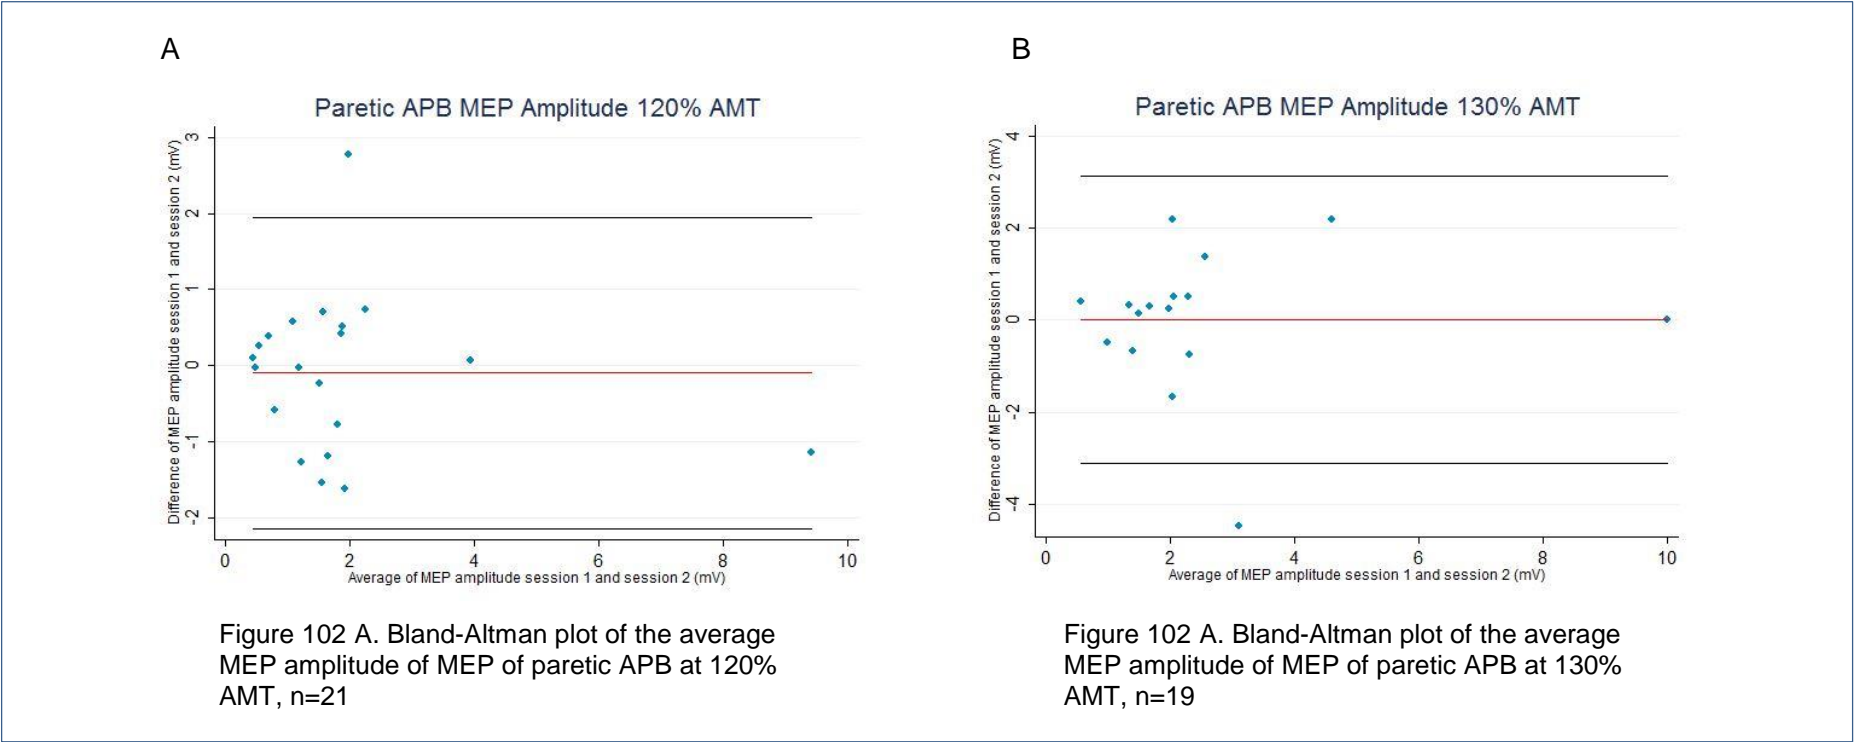 A
B
Paretic APB MEP Amplitude 120% AMT
Difference of MEP amplitude session 1 and session 2 (mV)
3
2
1
0
-1
-2
0 2 4 6 8 10
Average of MEP amplitude session 1 and session 2 (mV)
Figure 102 A. Bland-Altman plot of the average
MEP amplitude of MEP of paretic APB at 120%
AMT, n=21
Paretic APB MEP Amplitude 130% AMT
Difference of MEP amplitude session 1 and session 2 (mV)
4
2
0
-2
-4
0 2 4 6 8 10
Average of MEP amplitude session 1 and session 2 (mV)
Figure 102 A. Bland-Altman plot of the average
MEP amplitude of MEP of paretic APB at 130%
AMT, n=19